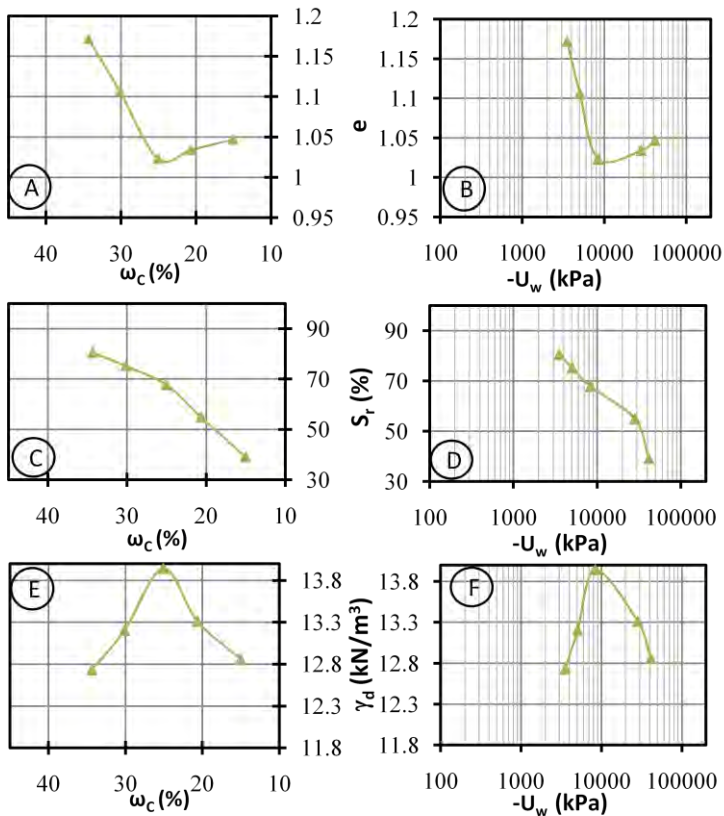 1.2
1.15
1.1
1.05
1
0.95
A
40 30 20 10
ω_C (%)
e
B
100 1000 10000 100000
-U_w (kPa)
90
70
50
30
C
40 30 20 10
ω_C (%)
S_r (%)
90
70
50
30
D
100 1000 10000 100000
-U_w (kPa)
13.8
13.3
12.8
12.3
11.8
E
40 30 20 10
ω_C (%)
γ_d (kN/m³)
13.8
13.3
12.8
12.3
11.8
F
100 1000 10000 100000
-U_w (kPa)
1.2
1.15
1.1
1.05
1
0.95